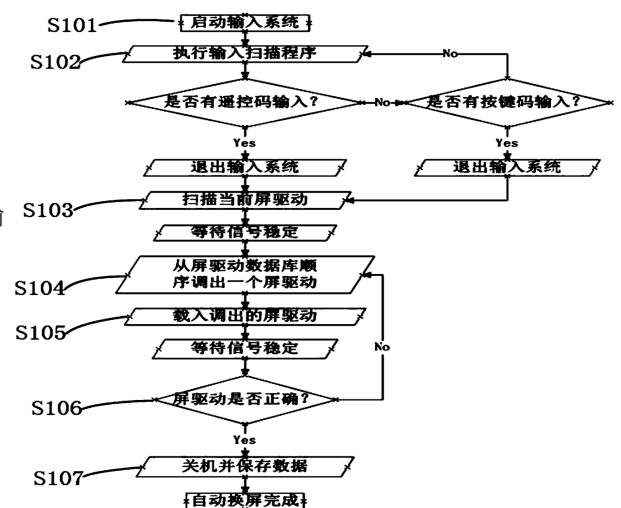 S101
启动输入系统
S102
执行输入扫描程序
No
是否有遥控码输入?
No
是否有按键码输入?
Yes
Yes
退出输入系统
退出输入系统
S103
扫描当前屏驱动
等待信号稳定
S104
从屏驱动数据库顺
序调出一个屏驱动
S105
载入调出的屏驱动
等待信号稳定
No
S106
屏驱动是否正确?
Yes
S107
关机并保存数据
自动换屏完成